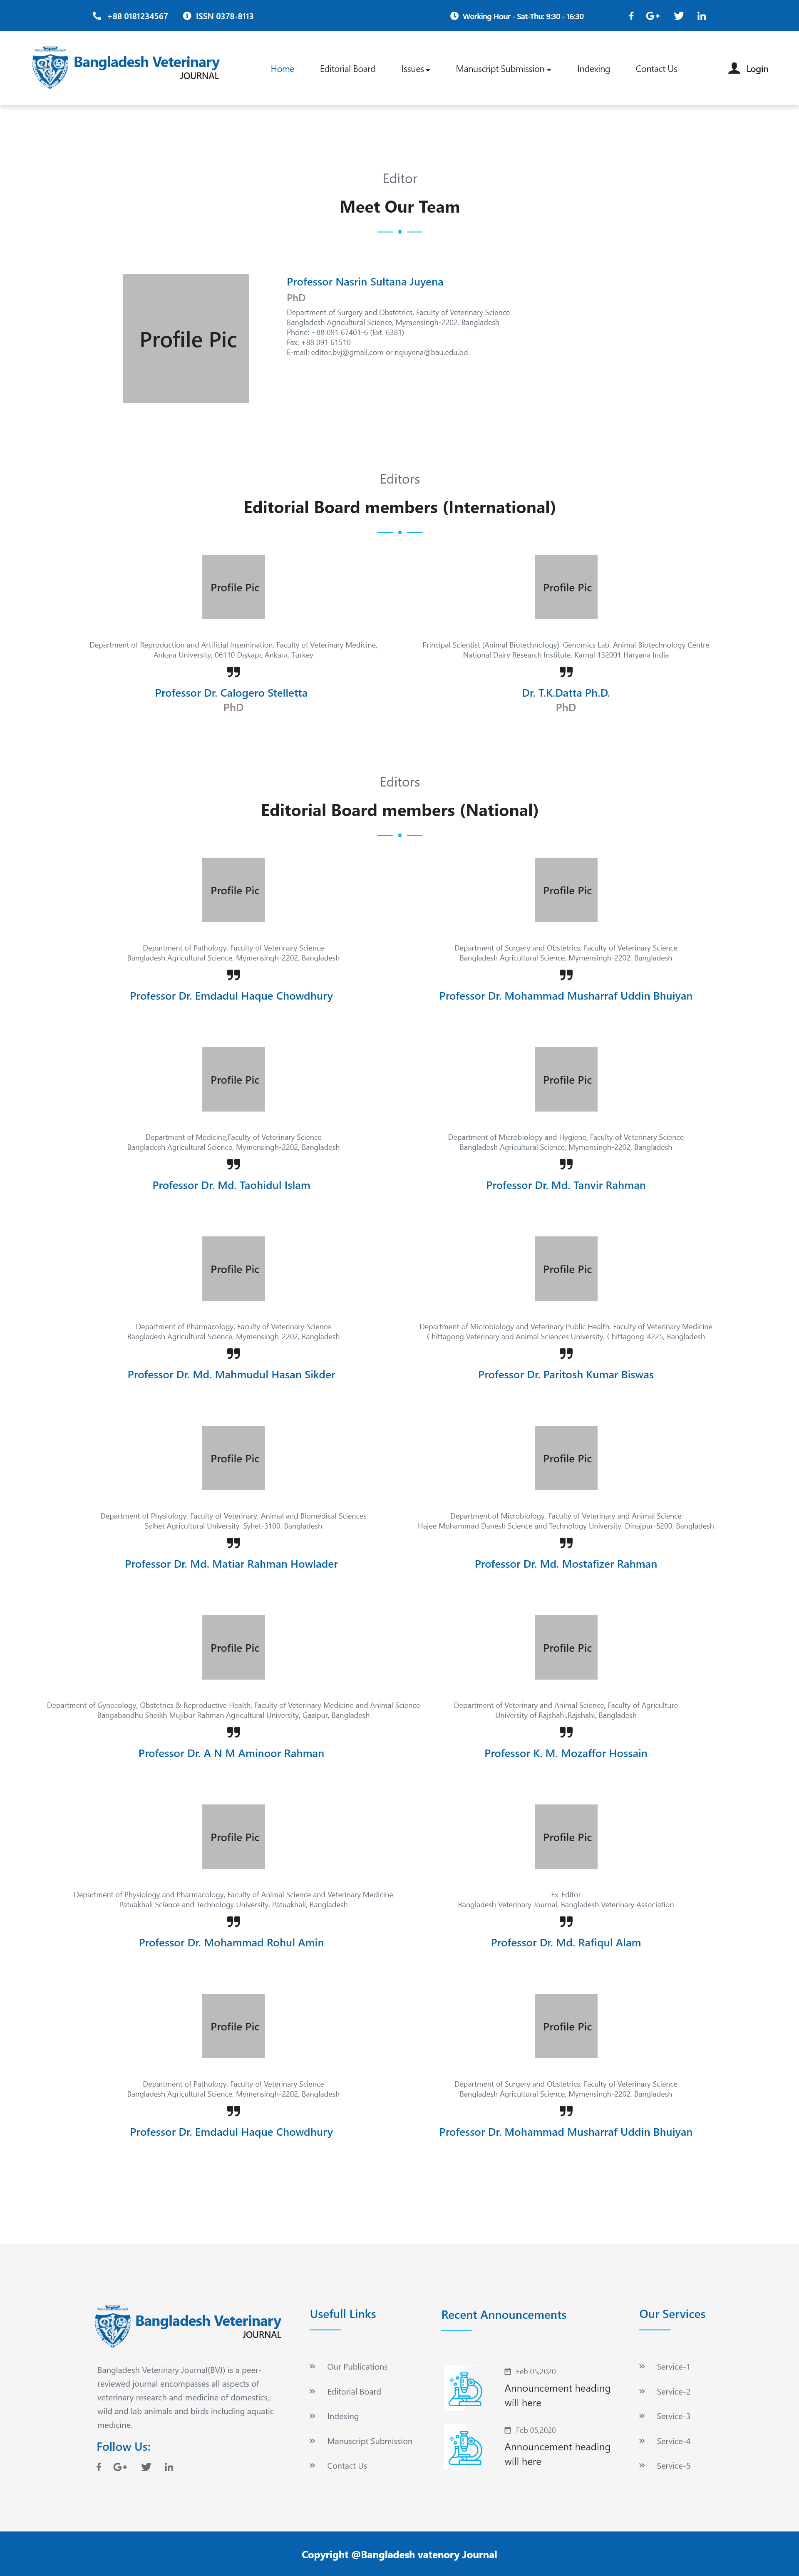 +88 0181234567
ISSN 0378-8113
Working Hour - Sat-Thu: 9:30 - 16:30
Bangladesh Veterinary
JOURNAL
Home
Editorial Board
Issues
Manuscript Submission
Indexing
Contact Us
Login
Editor
Meet Our Team
Profile Pic
Professor Nasrin Sultana Juyena
PhD
Department of Surgery and Obstetrics, Faculty of Veterinary Science
Bangladesh Agricultural Science, Mymensingh-2202, Bangladesh
Phone: +88 091 67401-6 (Ext. 6381)
Fax: +88 091 61510
E-mail: editor.bvj@gmail.com or nsjuyena@bau.edu.bd
Editors
Editorial Board members (International)
Profile Pic
Department of Reproduction and Artificial Insemination, Faculty of Veterinary Medicine,
Ankara University, 06110 Dışkapı, Ankara, Turkey
Professor Dr. Calogero Stelletta
PhD
Profile Pic
Principal Scientist (Animal Biotechnology), Genomics Lab, Animal Biotechnology Centre
National Dairy Research Institute, Karnal 132001 Haryana India
Dr. T.K.Datta Ph.D.
PhD
Editors
Editorial Board members (National)
Profile Pic
Department of Pathology, Faculty of Veterinary Science
Bangladesh Agricultural Science, Mymensingh-2202, Bangladesh
Professor Dr. Emdadul Haque Chowdhury
Profile Pic
Department of Surgery and Obstetrics, Faculty of Veterinary Science
Bangladesh Agricultural Science, Mymensingh-2202, Bangladesh
Professor Dr. Mohammad Musharraf Uddin Bhuiyan
Profile Pic
Department of Medicine,Faculty of Veterinary Science
Bangladesh Agricultural Science, Mymensingh-2202, Bangladesh
Professor Dr. Md. Taohidul Islam
Profile Pic
Department of Microbiology and Hygiene, Faculty of Veterinary Science
Bangladesh Agricultural Science, Mymensingh-2202, Bangladesh
Professor Dr. Md. Tanvir Rahman
Profile Pic
Department of Pharmacology, Faculty of Veterinary Science
Bangladesh Agricultural Science, Mymensingh-2202, Bangladesh
Professor Dr. Md. Mahmudul Hasan Sikder
Profile Pic
Department of Microbiology and Veterinary Public Health, Faculty of Veterinary Medicine
Chittagong Veterinary and Animal Sciences University, Chittagong-4225, Bangladesh
Professor Dr. Paritosh Kumar Biswas
Profile Pic
Department of Physiology, Faculty of Veterinary, Animal and Biomedical Sciences
Sylhet Agricultural University, Syhet-3100, Bangladesh
Professor Dr. Md. Matiar Rahman Howlader
Profile Pic
Department of Microbiology, Faculty of Veterinary and Animal Science
Hajee Mohammad Danesh Science and Technology University, Dinajpur-5200, Bangladesh
Professor Dr. Md. Mostafizer Rahman
Profile Pic
Department of Gynecology, Obstetrics & Reproductive Health, Faculty of Veterinary Medicine and Animal Science
Bangabandhu Sheikh Mujibur Rahman Agricultural University, Gazipur, Bangladesh
Professor Dr. A N M Aminoor Rahman
Profile Pic
Department of Veterinary and Animal Science, Faculty of Agriculture
University of Rajshahi,Rajshahi, Bangladesh
Professor K. M. Mozaffor Hossain
Profile Pic
Department of Physiology and Pharmacology, Faculty of Animal Science and Veterinary Medicine
Patuakhali Science and Technology University, Patuakhali, Bangladesh
Professor Dr. Mohammad Rohul Amin
Profile Pic
Ex-Editor
Bangladesh Veterinary Journal, Bangladesh Veterinary Association
Professor Dr. Md. Rafiqul Alam
Profile Pic
Department of Pathology, Faculty of Veterinary Science
Bangladesh Agricultural Science, Mymensingh-2202, Bangladesh
Professor Dr. Emdadul Haque Chowdhury
Profile Pic
Department of Surgery and Obstetrics, Faculty of Veterinary Science
Bangladesh Agricultural Science, Mymensingh-2202, Bangladesh
Professor Dr. Mohammad Musharraf Uddin Bhuiyan
Bangladesh Veterinary
JOURNAL
Bangladesh Veterinary Journal(BVJ) is a peer-
reviewed journal encompasses all aspects of
veterinary research and medicine of domestics,
wild and lab animals and birds including aquatic
medicine.
Follow Us:
Usefull Links
Our Publications
Editorial Board
Indexing
Manuscript Submission
Contact Us
Recent Announcements
Feb 05,2020
Announcement heading
will here
Feb 05,2020
Announcement heading
will here
Our Services
Service-1
Service-2
Service-3
Service-4
Service-5
Copyright @Bangladesh vatenory Journal